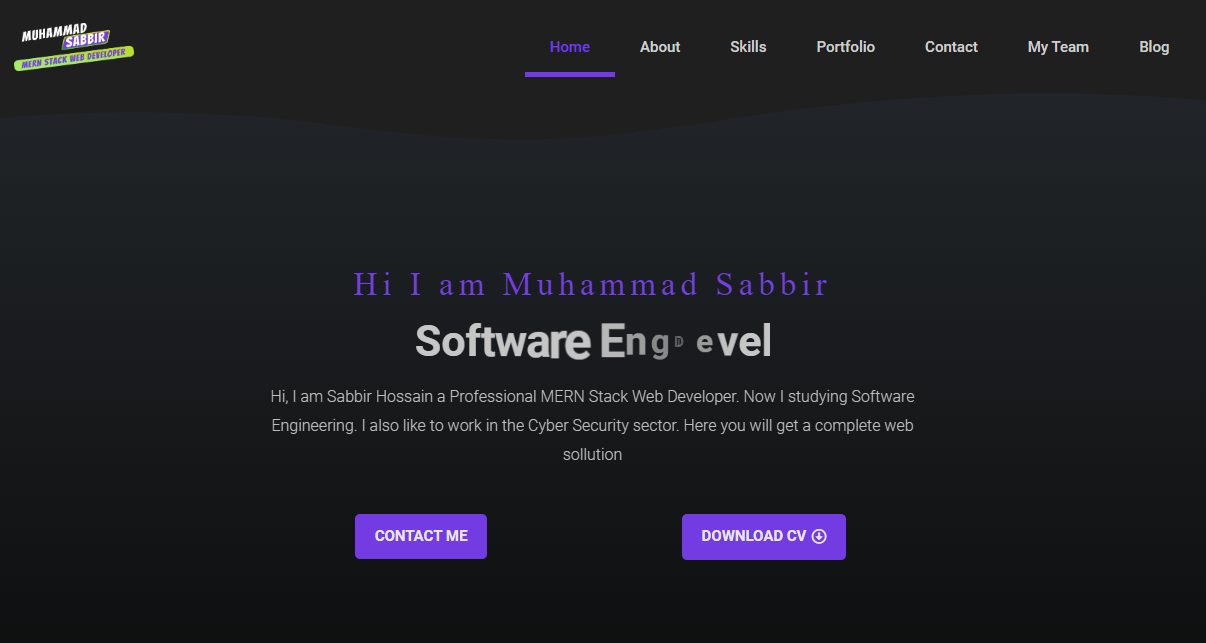 MUHAMMAD
SABBIR
MERN STACK WEB DEVELOPER
Home About Skills Portfolio Contact My Team Blog
Hi I am Muhammad Sabbir
Software Eng D evel
Hi, I am Sabbir Hossain a Professional MERN Stack Web Developer. Now I studying Software
Engineering. I also like to work in the Cyber Security sector. Here you will get a complete web
sollution
CONTACT ME DOWNLOAD CV